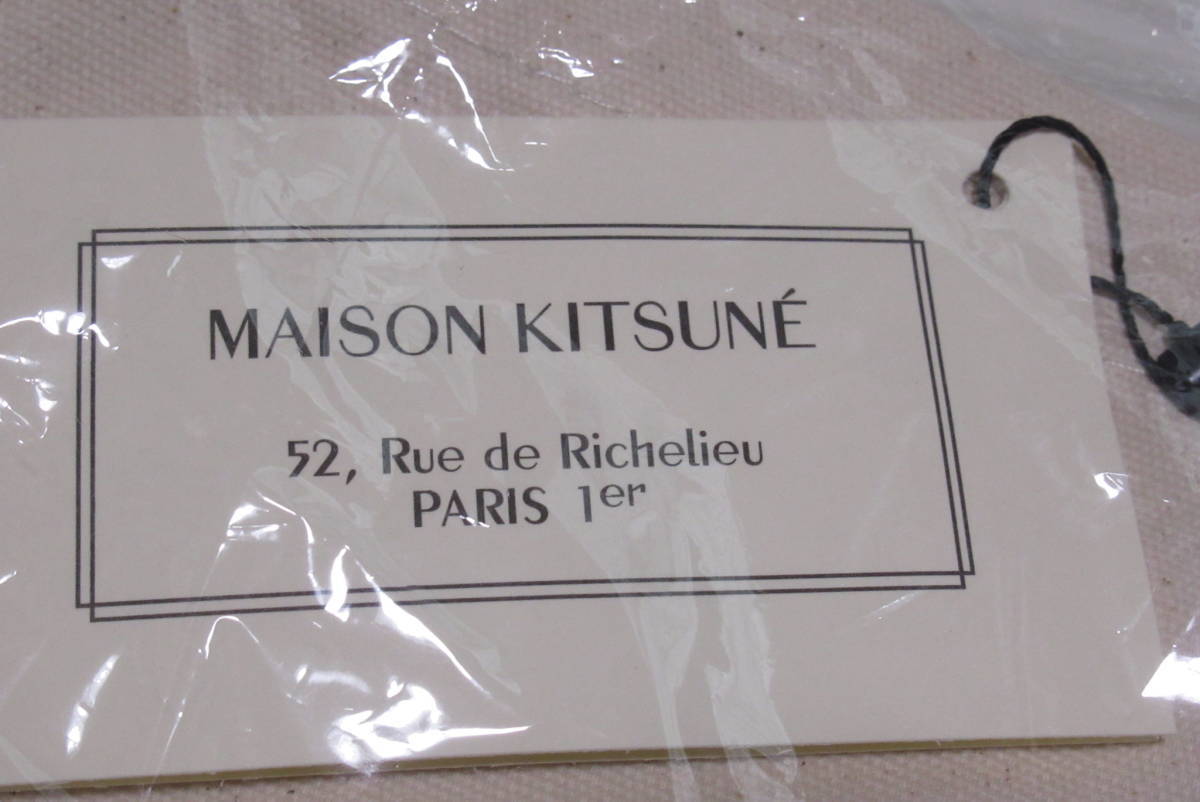 MAISON KITSUNÉ
52, Rue de Richelieu
PARIS 1er